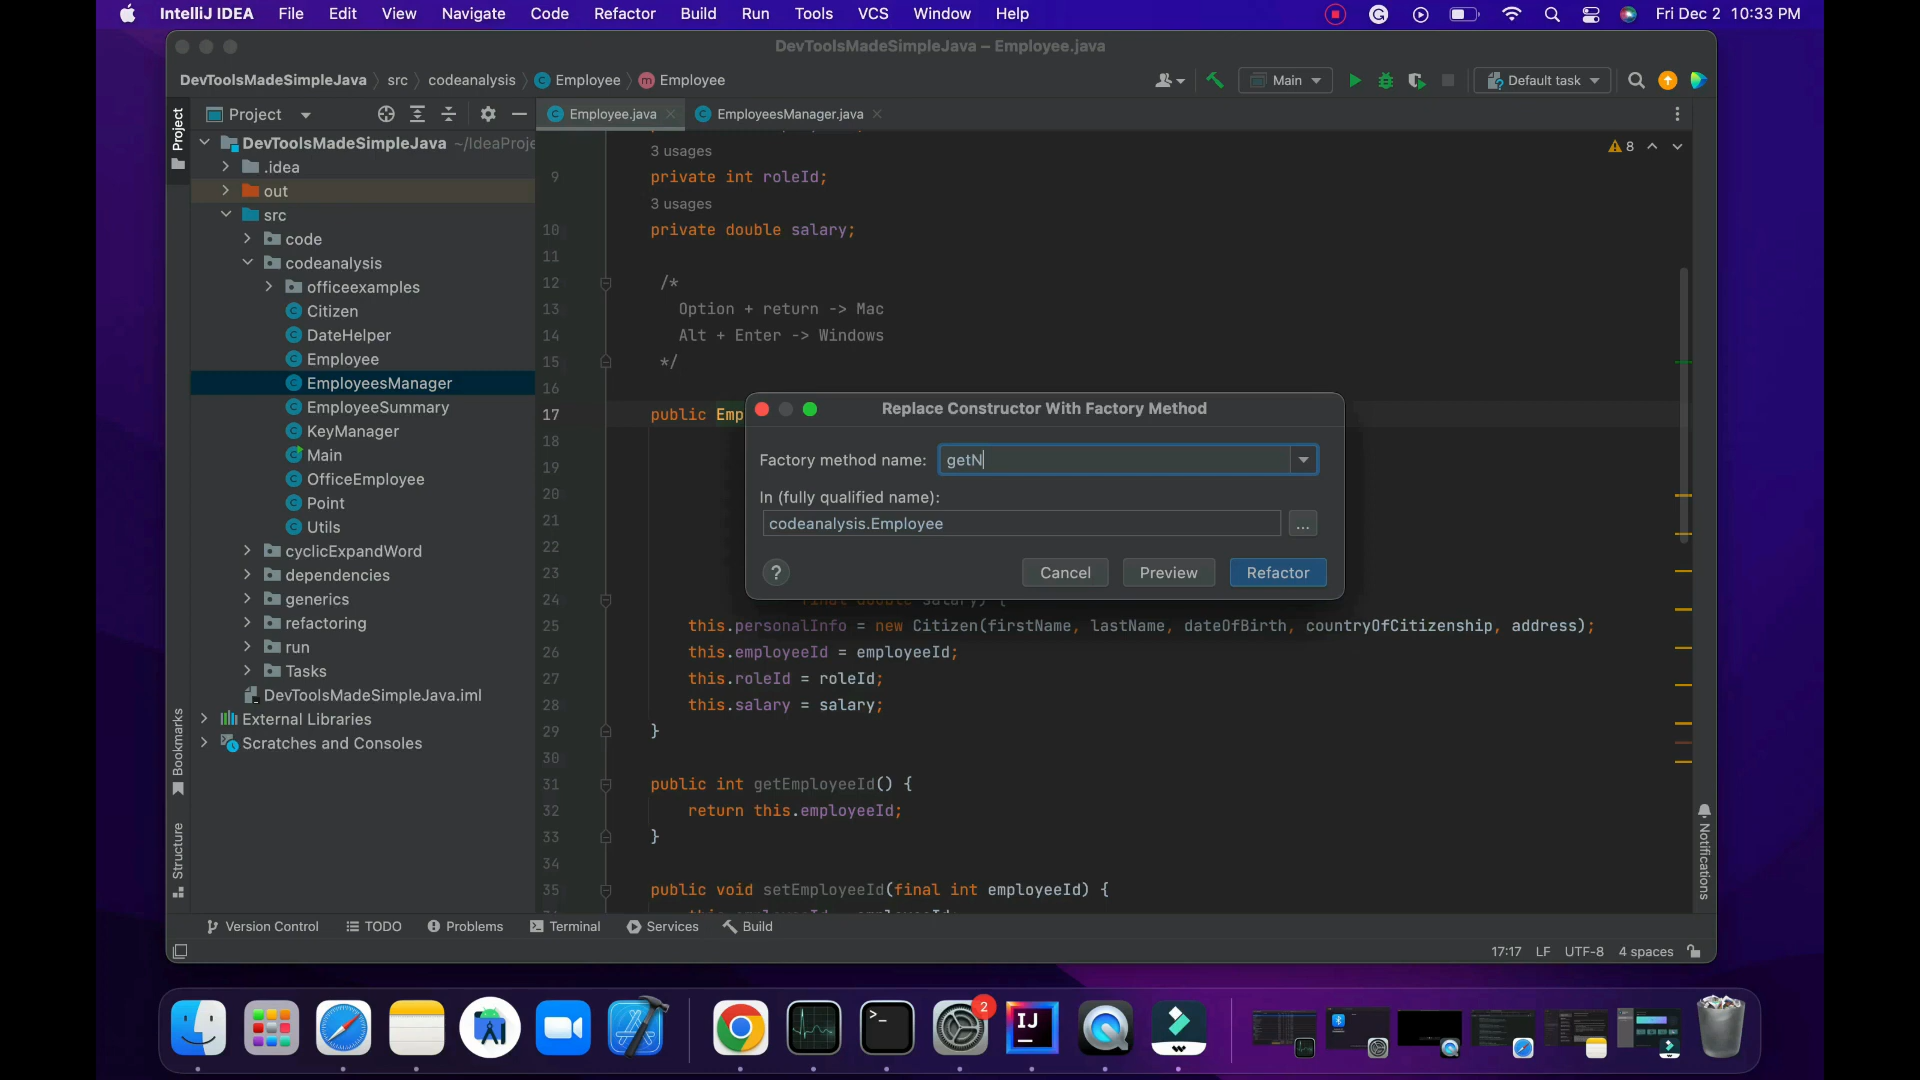 IntelliJ IDEA File Edit View Navigate Code Refactor Build Run Tools VCS Window Help Fri Dec 2 10:33 PM
DevToolsMadeSimpleJava – Employee.java
DevToolsMadeSimpleJava src codeanalysis Employee Employee Main Default task
Project Employee.java EmployeesManager.java
Project
DevToolsMadeSimpleJava ~/IdeaProje
.idea
out
src
code
codeanalysis
officeexamples
Citizen
DateHelper
Employee
EmployeesManager
EmployeeSummary
KeyManager
Main
OfficeEmployee
Point
Utils
cyclicExpandWord
dependencies
generics
refactoring
run
Tasks
DevToolsMadeSimpleJava.iml
External Libraries
Scratches and Consoles
Bookmarks
Structure
8
3 usages
9 private int roleId;
3 usages
10 private double salary;
11
12 /*
13 Option + return -> Mac
14 Alt + Enter -> Windows
15 */
16
17 public Emp
18
19
20
21
22
23
24 final double salary) {
25 this.personalInfo = new Citizen(firstName, lastName, dateOfBirth, countryOfCitizenship, address);
26 this.employeeId = employeeId;
27 this.roleId = roleId;
28 this.salary = salary;
29 }
30
31 public int getEmployeeId() {
32 return this.employeeId;
33 }
34
35 public void setEmployeeId(final int employeeId) {
Replace Constructor With Factory Method
Factory method name: getN
In (fully qualified name):
codeanalysis.Employee
...
? Cancel Preview Refactor
Notifications
Version Control TODO Problems Terminal Services Build
17:17 LF UTF-8 4 spaces
2
IJ